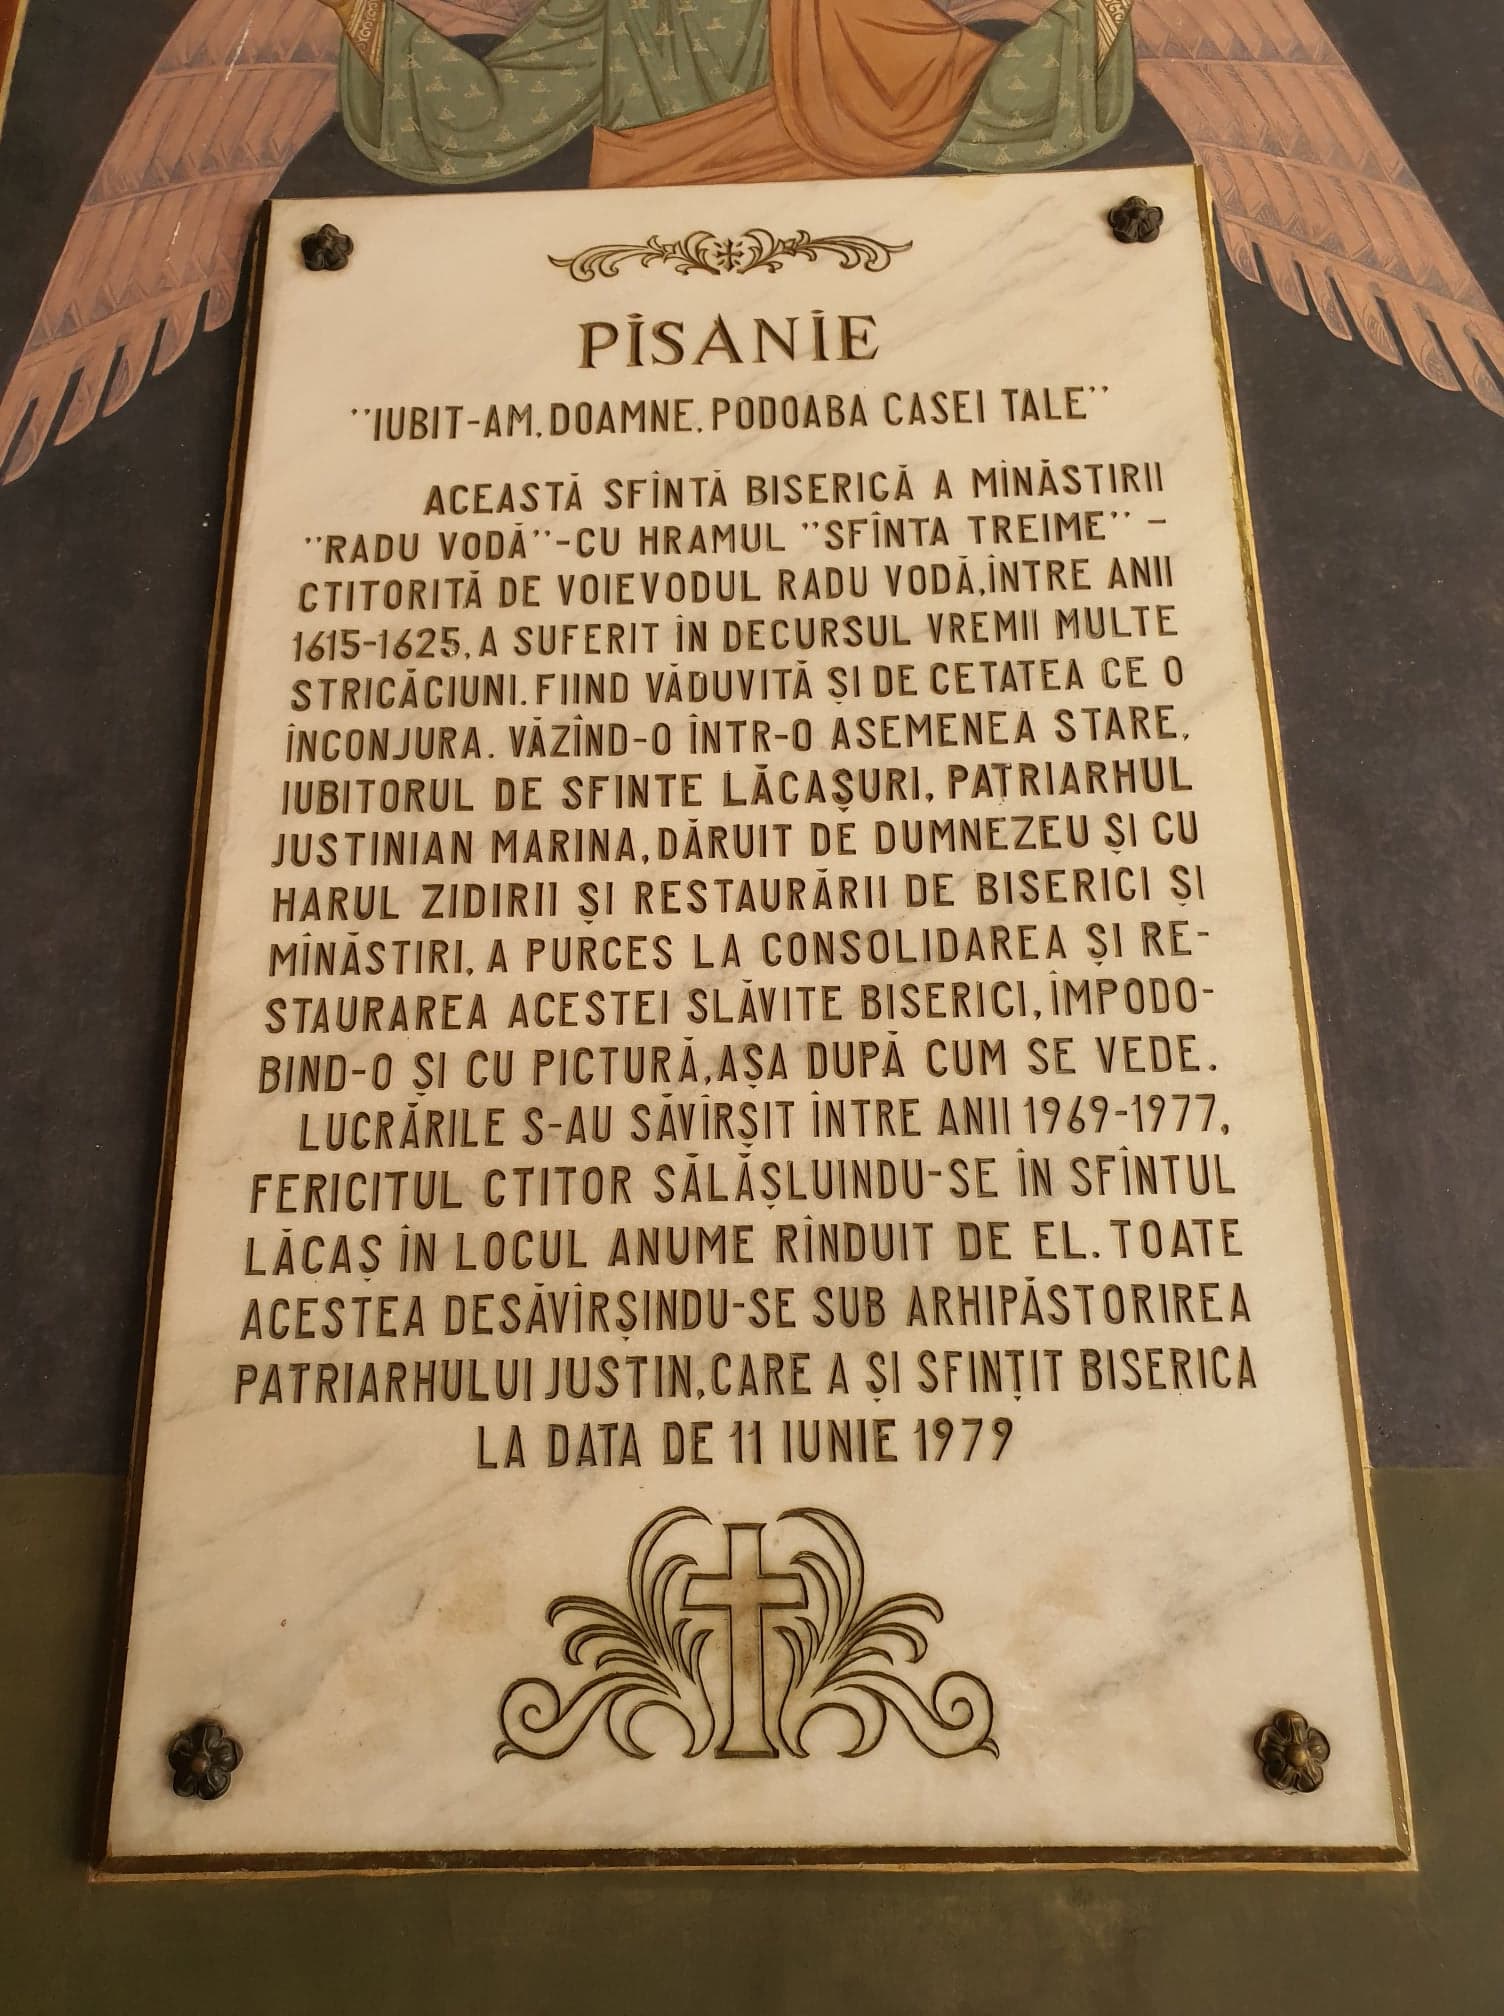 PISANIE
"IUBIT-AM, DOAMNE, PODOABA CASEI TALE"
ACEASTĂ SFÎNTĂ BISERICĂ A MÎNĂSTIRII
"RADU VODĂ"-CU HRAMUL "SFÎNTA TREIME" -
CTITORITĂ DE VOIEVODUL RADU VODĂ, ÎNTRE ANII
1615-1625, A SUFERIT ÎN DECURSUL VREMII MULTE
STRICĂCIUNI. FIIND VĂDUVITĂ ȘI DE CETATEA CE O
ÎNCONJURA. VĂZÎND-O ÎNTR-O ASEMENEA STARE,
IUBITORUL DE SFINTE LĂCAȘURI, PATRIARHUL
JUSTINIAN MARINA, DĂRUIT DE DUMNEZEU ȘI CU
HARUL ZIDIRII ȘI RESTAURĂRII DE BISERICI ȘI
MÎNĂSTIRI, A PURCES LA CONSOLIDAREA ȘI RE-
STAURAREA ACESTEI SLĂVITE BISERICI, ÎMPODO-
BIND-O ȘI CU PICTURĂ, AȘA DUPĂ CUM SE VEDE.
LUCRĂRILE S-AU SĂVÎRȘIT ÎNTRE ANII 1969-1977,
FERICITUL CTITOR SĂLĂȘLUINDU-SE ÎN SFÎNTUL
LĂCAȘ ÎN LOCUL ANUME RÎNDUIT DE EL. TOATE
ACESTEA DESĂVÎRȘINDU-SE SUB ARHIPĂSTORIREA
PATRIARHULUI JUSTIN, CARE A ȘI SFINȚIT BISERICA
LA DATA DE 11 IUNIE 1979